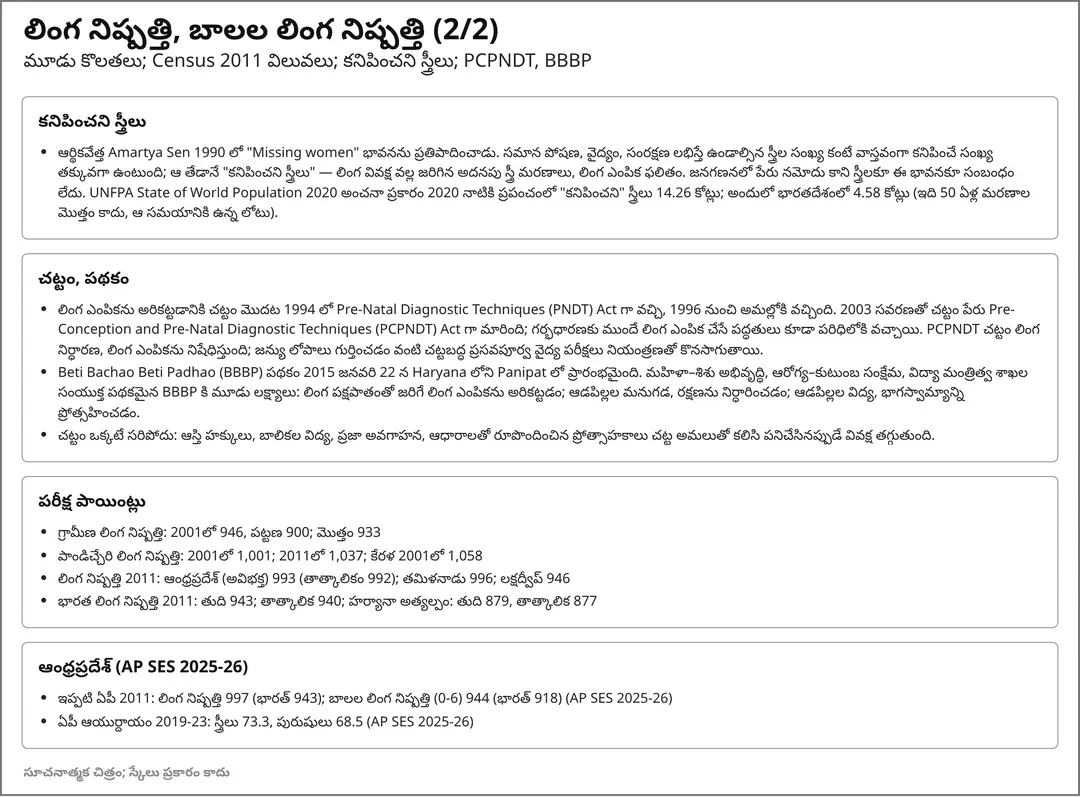 లింగ నిష్పత్తి, బాలల లింగ నిష్పత్తి (2/2)
మూడు కొలతలు; Census 2011 విలువలు; కనిపించని స్త్రీలు; PCPNDT, BBBP
కనిపించని స్త్రీలు
• ఆర్థికవేత్త Amartya Sen 1990 లో "Missing women" భావనను ప్రతిపాదించాడు. సమాన పోషణ, వైద్యం, సంరక్షణ లభిస్తే ఉండాల్సిన స్త్రీల సంఖ్య కంటే వాస్తవంగా కనిపించే సంఖ్య
తక్కువగా ఉంటుంది; ఆ తేడానే "కనిపించని స్త్రీలు" — లింగ వివక్ష వల్ల జరిగిన అదనపు స్త్రీ మరణాలు, లింగ ఎంపిక ఫలితం. జనగణనలో పేరు నమోదు కాని స్త్రీలకూ ఈ భావనకూ సంబంధం
లేదు. UNFPA State of World Population 2020 అంచనా ప్రకారం 2020 నాటికి ప్రపంచంలో "కనిపించని" స్త్రీలు 14.26 కోట్లు; అందులో భారతదేశంలో 4.58 కోట్లు (ఇది 50 ఏళ్ల మరణాల
మొత్తం కాదు, ఆ సమయానికి ఉన్న లోటు).
చట్టం, పథకం
• లింగ ఎంపికను అరికట్టడానికి చట్టం మొదట 1994 లో Pre-Natal Diagnostic Techniques (PNDT) Act గా వచ్చి, 1996 నుంచి అమల్లోకి వచ్చింది. 2003 సవరణతో చట్టం పేరు Pre-
Conception and Pre-Natal Diagnostic Techniques (PCPNDT) Act గా మారింది; గర్భధారణకు ముందే లింగ ఎంపిక చేసే పద్ధతులు కూడా పరిధిలోకి వచ్చాయి. PCPNDT చట్టం లింగ
నిర్ధారణ, లింగ ఎంపికను నిషేధిస్తుంది; జన్యు లోపాలు గుర్తించడం వంటి చట్టబద్ధ ప్రసవపూర్వ వైద్య పరీక్షలు నియంత్రణతో కొనసాగుతాయి.
• Beti Bachao Beti Padhao (BBBP) పథకం 2015 జనవరి 22 న Haryana లోని Panipat లో ప్రారంభమైంది. మహిళా–శిశు అభివృద్ధి, ఆరోగ్య–కుటుంబ సంక్షేమ, విద్యా మంత్రిత్వ శాఖల
సంయుక్త పథకమైన BBBP కి మూడు లక్ష్యాలు: లింగ పక్షపాతంతో జరిగే లింగ ఎంపికను అరికట్టడం; ఆడపిల్లల మనుగడ, రక్షణను నిర్ధారించడం; ఆడపిల్లల విద్య, భాగస్వామ్యాన్ని
ప్రోత్సహించడం.
• చట్టం ఒక్కటే సరిపోదు: ఆస్తి హక్కులు, బాలికల విద్య, ప్రజా అవగాహన, ఆధారాలతో రూపొందించిన ప్రోత్సాహకాలు చట్ట అమలుతో కలిసి పనిచేసినప్పుడే వివక్ష తగ్గుతుంది.
పరీక్ష పాయింట్లు
• గ్రామీణ లింగ నిష్పత్తి: 2001లో 946, పట్టణ 900; మొత్తం 933
• పాండిచ్చేరి లింగ నిష్పత్తి: 2001లో 1,001; 2011లో 1,037; కేరళ 2001లో 1,058
• లింగ నిష్పత్తి 2011: ఆంధ్రప్రదేశ్ (అవిభక్త) 993 (తాత్కాలికం 992); తమిళనాడు 996; లక్షద్వీప్ 946
• భారత లింగ నిష్పత్తి 2011: తుది 943; తాత్కాలిక 940; హర్యానా అత్యల్పం: తుది 879, తాత్కాలిక 877
ఆంధ్రప్రదేశ్ (AP SES 2025-26)
• ఇప్పటి ఏపీ 2011: లింగ నిష్పత్తి 997 (భారత్ 943); బాలల లింగ నిష్పత్తి (0-6) 944 (భారత్ 918) (AP SES 2025-26)
• ఏపీ ఆయుర్దాయం 2019-23: స్త్రీలు 73.3, పురుషులు 68.5 (AP SES 2025-26)
సూచనాత్మక చిత్రం; స్కేలు ప్రకారం కాదు